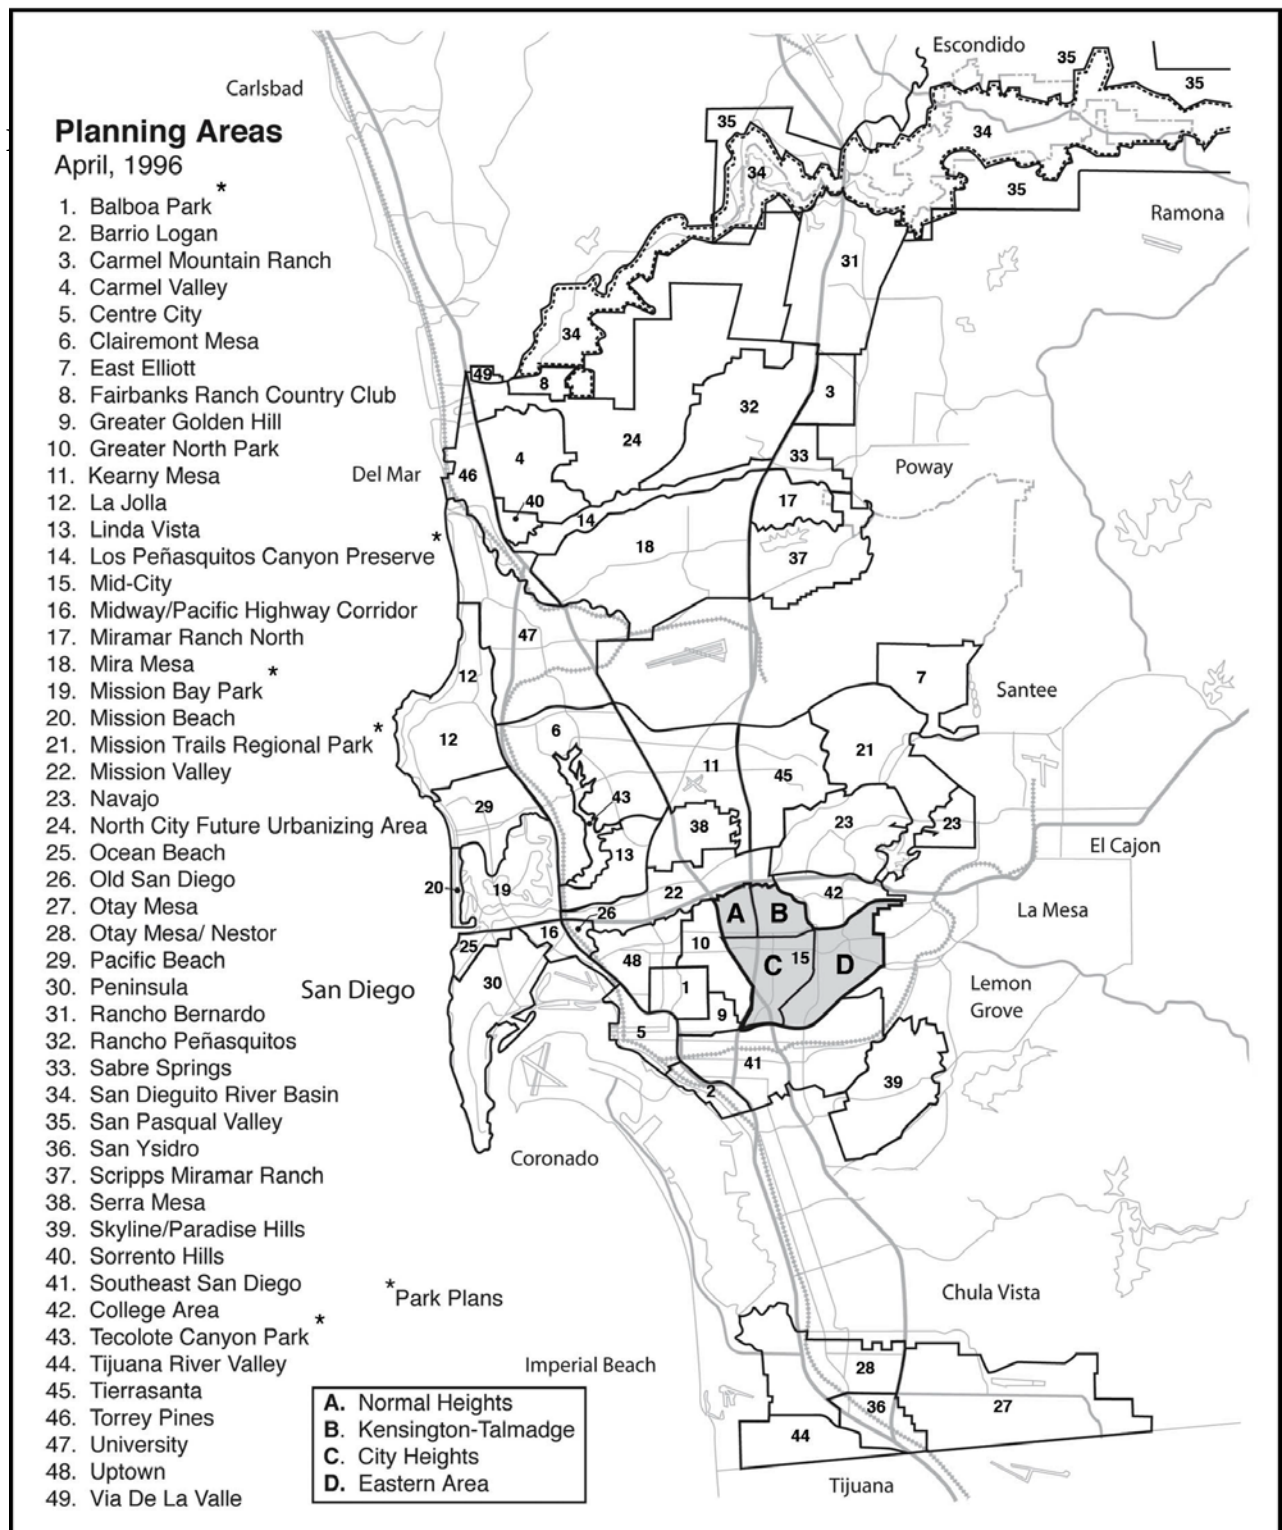 Planning Areas
April, 1996
1. Balboa Park *
2. Barrio Logan
3. Carmel Mountain Ranch
4. Carmel Valley
5. Centre City
6. Clairemont Mesa
7. East Elliott
8. Fairbanks Ranch Country Club
9. Greater Golden Hill
10. Greater North Park
11. Kearny Mesa
12. La Jolla
13. Linda Vista
14. Los Peñasquitos Canyon Preserve *
15. Mid-City
16. Midway/Pacific Highway Corridor
17. Miramar Ranch North
18. Mira Mesa
19. Mission Bay Park *
20. Mission Beach
21. Mission Trails Regional Park *
22. Mission Valley
23. Navajo
24. North City Future Urbanizing Area
25. Ocean Beach
26. Old San Diego
27. Otay Mesa
28. Otay Mesa/ Nestor
29. Pacific Beach
30. Peninsula
31. Rancho Bernardo
32. Rancho Peñasquitos
33. Sabre Springs
34. San Dieguito River Basin
35. San Pasqual Valley
36. San Ysidro
37. Scripps Miramar Ranch
38. Serra Mesa
39. Skyline/Paradise Hills
40. Sorrento Hills
41. Southeast San Diego
42. College Area
43. Tecolote Canyon Park *
44. Tijuana River Valley
45. Tierrasanta
46. Torrey Pines
47. University
48. Uptown
49. Via De La Valle
*Park Plans
A. Normal Heights
B. Kensington-Talmadge
C. City Heights
D. Eastern Area
Escondido
35
35
Carlsbad
35
34
34
35
Ramona
31
34
49
8
3
32
24
4
33
Poway
Del Mar
46
40
17
14
18
37
47
12
7
Santee
6
12
21
11
45
43
29
38
23
23
El Cajon
13
20
19
22
42
26
A
B
La Mesa
16
25
10
48
C
15
D
30
1
San Diego
Lemon
Grove
9
5
41
39
2
Coronado
Chula Vista
Imperial Beach
28
36
27
44
Tijuana